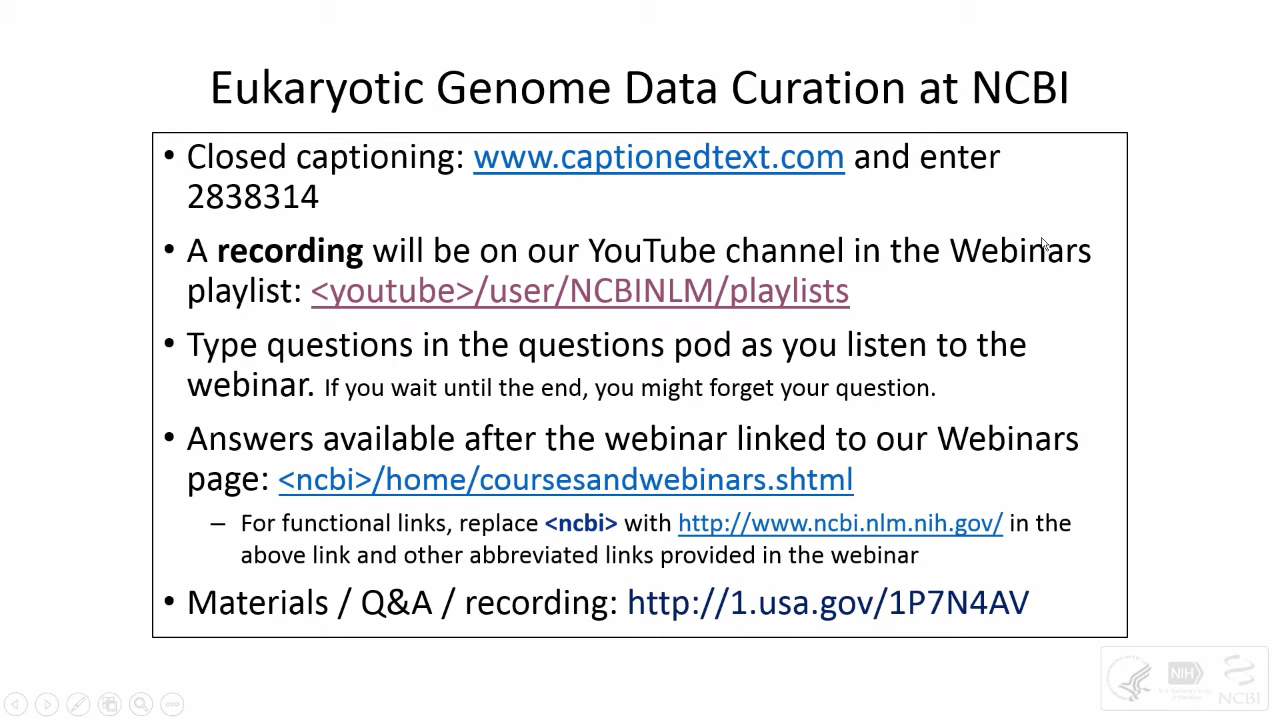 Eukaryotic Genome Data Curation at NCBI
• Closed captioning: www.captionedtext.com and enter
2838314
• A recording will be on our YouTube channel in the Webinars
playlist: <youtube>/user/NCBINLM/playlists
• Type questions in the questions pod as you listen to the
webinar. If you wait until the end, you might forget your question.
• Answers available after the webinar linked to our Webinars
page: <ncbi>/home/coursesandwebinars.shtml
– For functional links, replace <ncbi> with http://www.ncbi.nlm.nih.gov/ in the
above link and other abbreviated links provided in the webinar
• Materials / Q&A / recording: http://1.usa.gov/1P7N4AV
NIH
NCBI